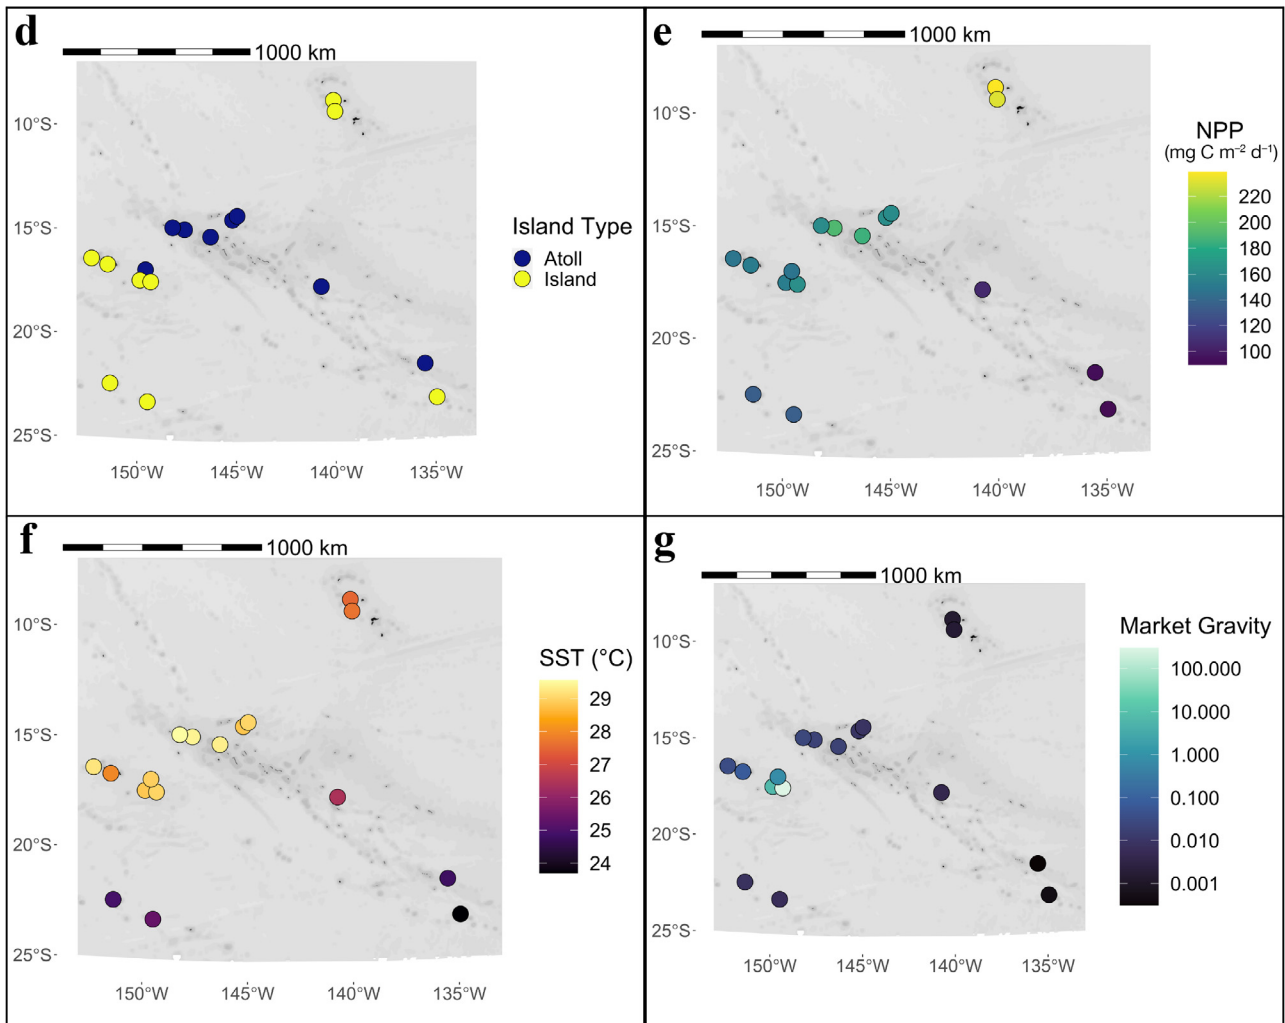 d
1000 km
10°S
15°S
20°S
25°S
150°W 145°W 140°W 135°W
Island Type
Atoll
Island
e
1000 km
10°S
15°S
20°S
25°S
150°W 145°W 140°W 135°W
NPP
(mg C m⁻² d⁻¹)
220
200
180
160
140
120
100
f
1000 km
10°S
15°S
20°S
25°S
150°W 145°W 140°W 135°W
SST (°C)
29
28
27
26
25
24
g
1000 km
10°S
15°S
20°S
25°S
150°W 145°W 140°W 135°W
Market Gravity
100.000
10.000
1.000
0.100
0.010
0.001